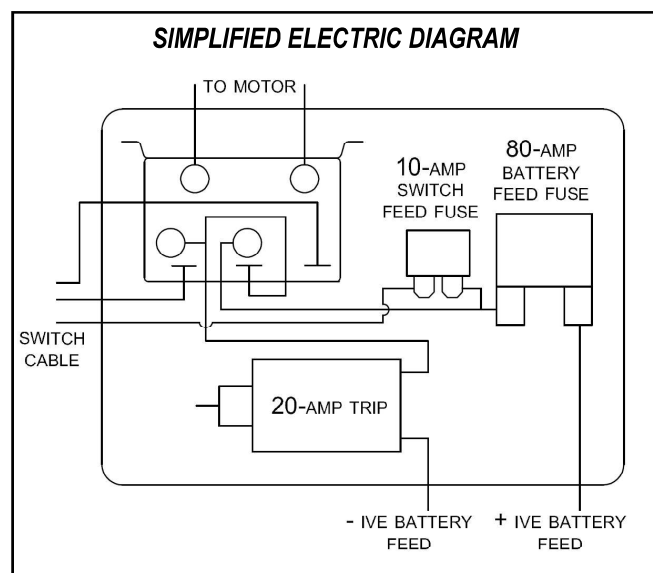 SIMPLIFIED ELECTRIC DIAGRAM
TO MOTOR
10-AMP
SWITCH
FEED FUSE
80-AMP
BATTERY
FEED FUSE
SWITCH
CABLE
20-AMP TRIP
- IVE BATTERY
FEED
+ IVE BATTERY
FEED